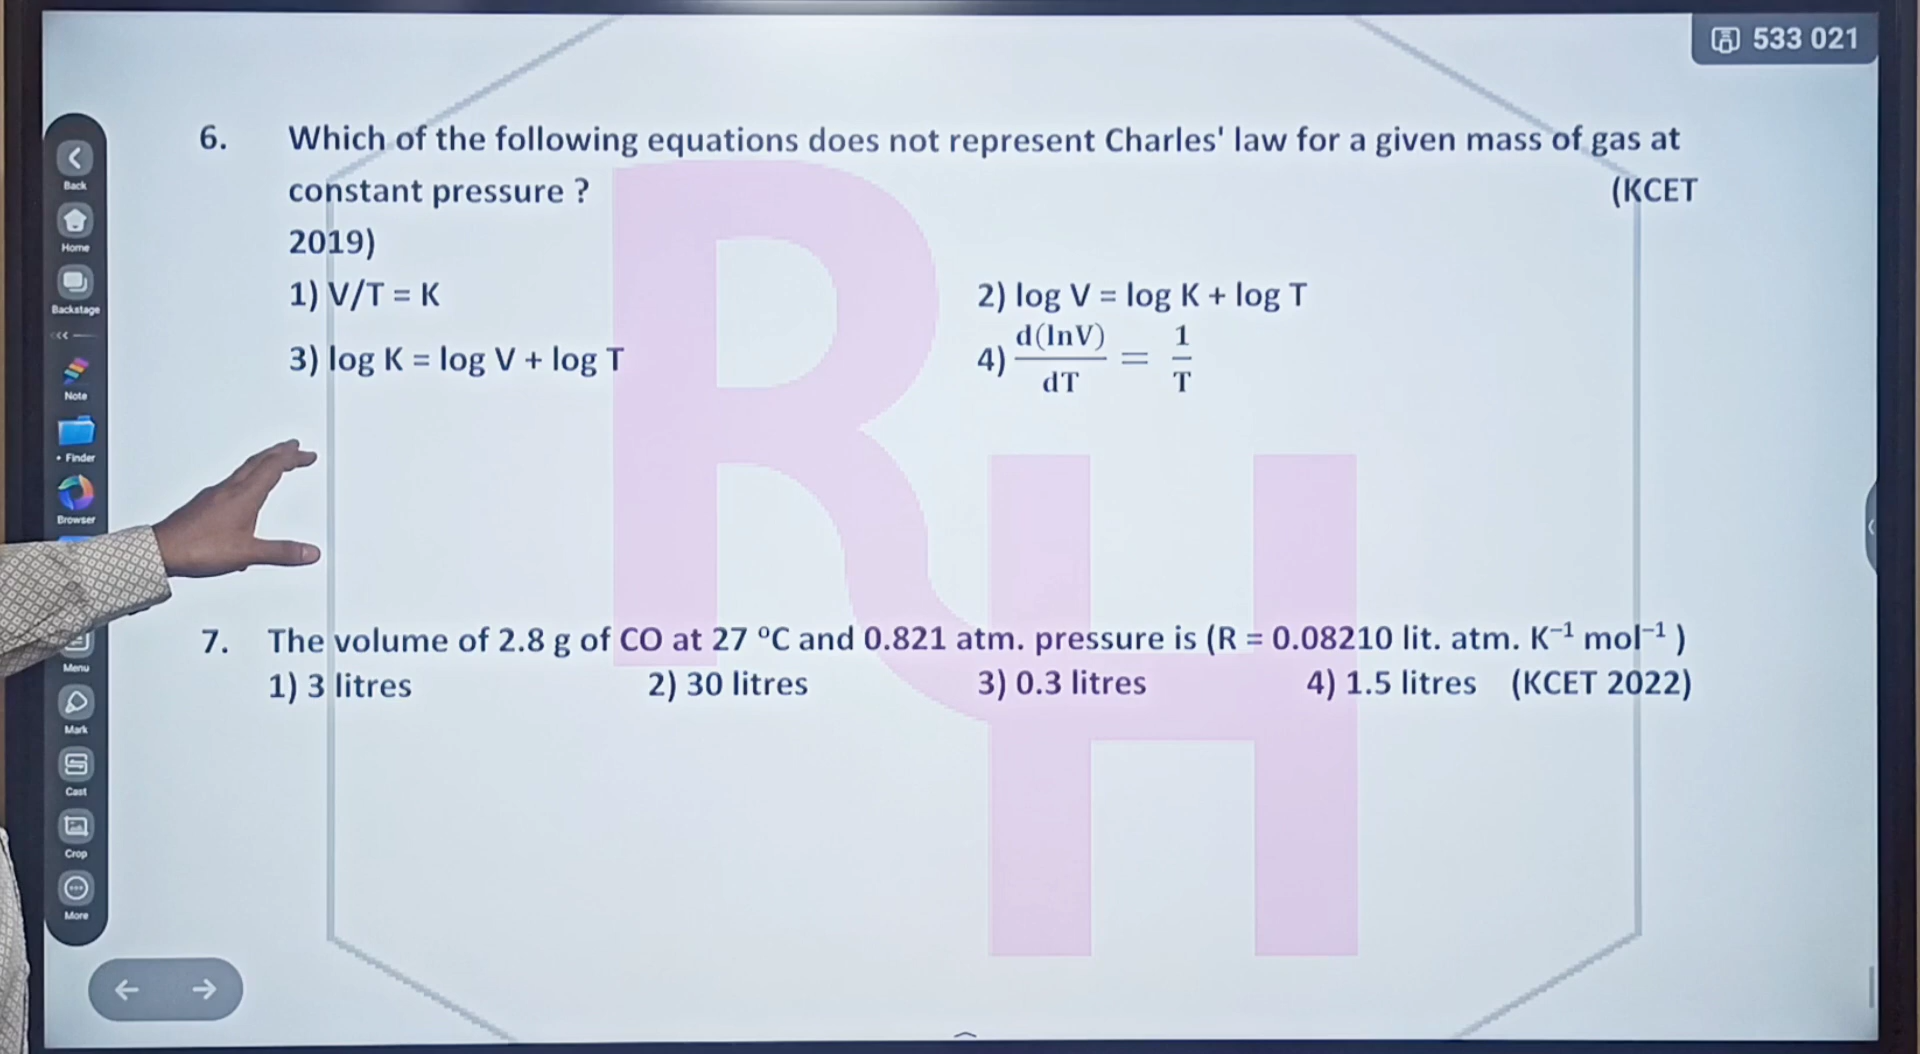 533 021
6. Which of the following equations does not represent Charles' law for a given mass of gas at
constant pressure ? (KCET
2019)
1) V/T = K 2) log V = log K + log T
3) log K = log V + log T 4) d(lnV)/dT = 1/T
7. The volume of 2.8 g of CO at 27 ⁰C and 0.821 atm. pressure is (R = 0.08210 lit. atm. K⁻¹ mol⁻¹ )
1) 3 litres 2) 30 litres 3) 0.3 litres 4) 1.5 litres (KCET 2022)
Back
Home
Backstage
Note
Finder
Browser
Menu
Mark
Cast
Crop
More
RH